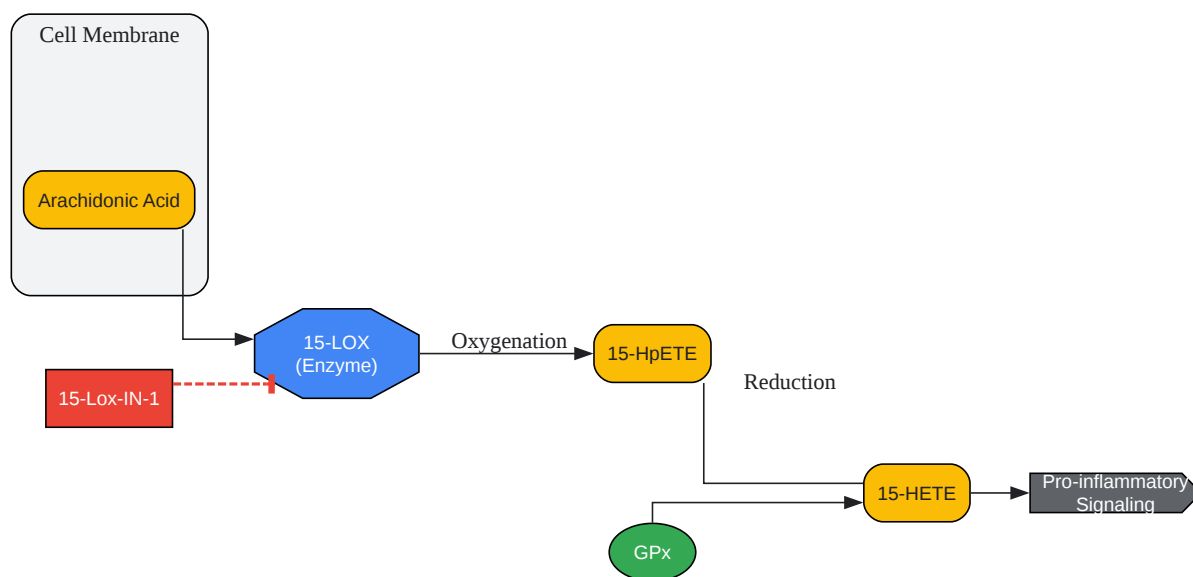 Cell Membrane
Arachidonic Acid
15-LOX
(Enzyme)
Oxygenation
15-HpETE
15-Lox-IN-1
Reduction
15-HETE
Pro-inflammatory
Signaling
GPx